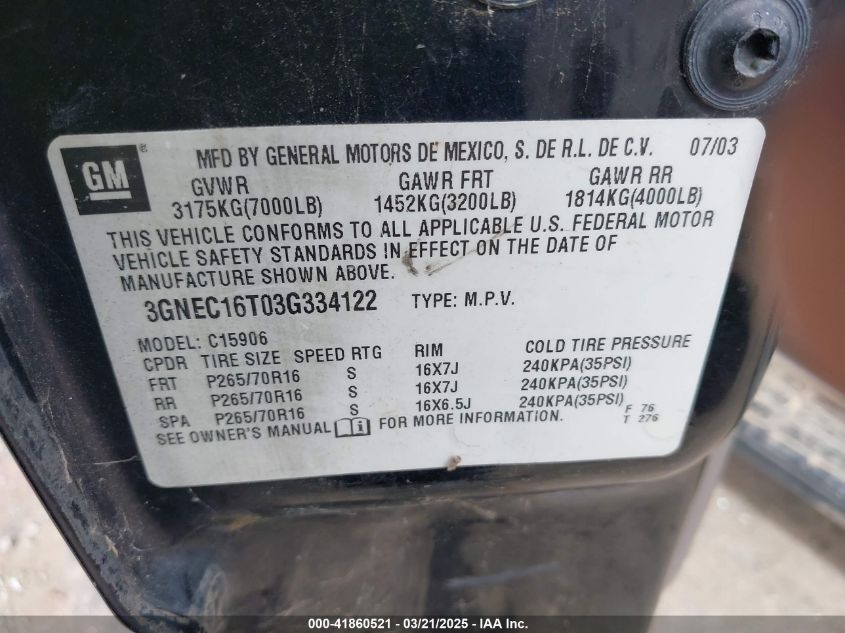 GM ® MFD BY GENERAL MOTORS DE MEXICO, S. DE R.L. DE C.V. 07/03
GVWR GAWR FRT GAWR RR
3175KG(7000LB) 1452KG(3200LB) 1814KG(4000LB)
THIS VEHICLE CONFORMS TO ALL APPLICABLE U.S. FEDERAL MOTOR
VEHICLE SAFETY STANDARDS IN EFFECT ON THE DATE OF
MANUFACTURE SHOWN ABOVE.
3GNEC16T03G334122 TYPE: M.P.V.
MODEL: C15906
CPDR TIRE SIZE SPEED RTG RIM COLD TIRE PRESSURE
FRT P265/70R16 S 16X7J 240KPA(35PSI)
RR P265/70R16 S 16X7J 240KPA(35PSI)
SPA P265/70R16 S 16X6.5J 240KPA(35PSI)
SEE OWNER'S MANUAL i FOR MORE INFORMATION.
F 76
T 276
000-41860521 - 03/21/2025 - IAA Inc.